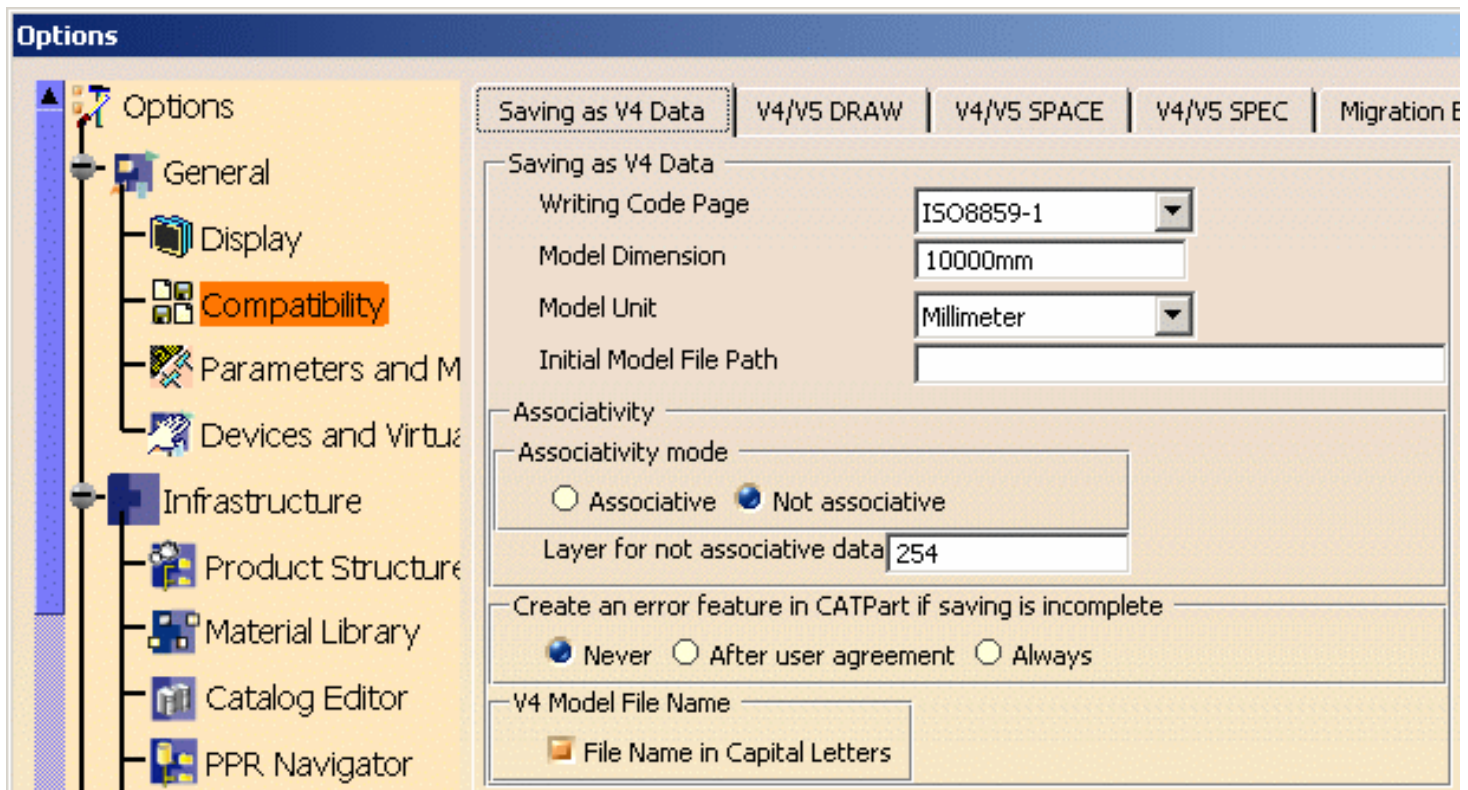 Options
Options
General
Display
Compatibility
Parameters and M
Devices and Virtua
Infrastructure
Product Structure
Material Library
Catalog Editor
PPR Navigator
Saving as V4 Data V4/V5 DRAW V4/V5 SPACE V4/V5 SPEC Migration B
Saving as V4 Data
Writing Code Page ISO8859-1
Model Dimension 10000mm
Model Unit Millimeter
Initial Model File Path
Associativity
Associativity mode
Associative Not associative
Layer for not associative data 254
Create an error feature in CATPart if saving is incomplete
Never After user agreement Always
V4 Model File Name
File Name in Capital Letters